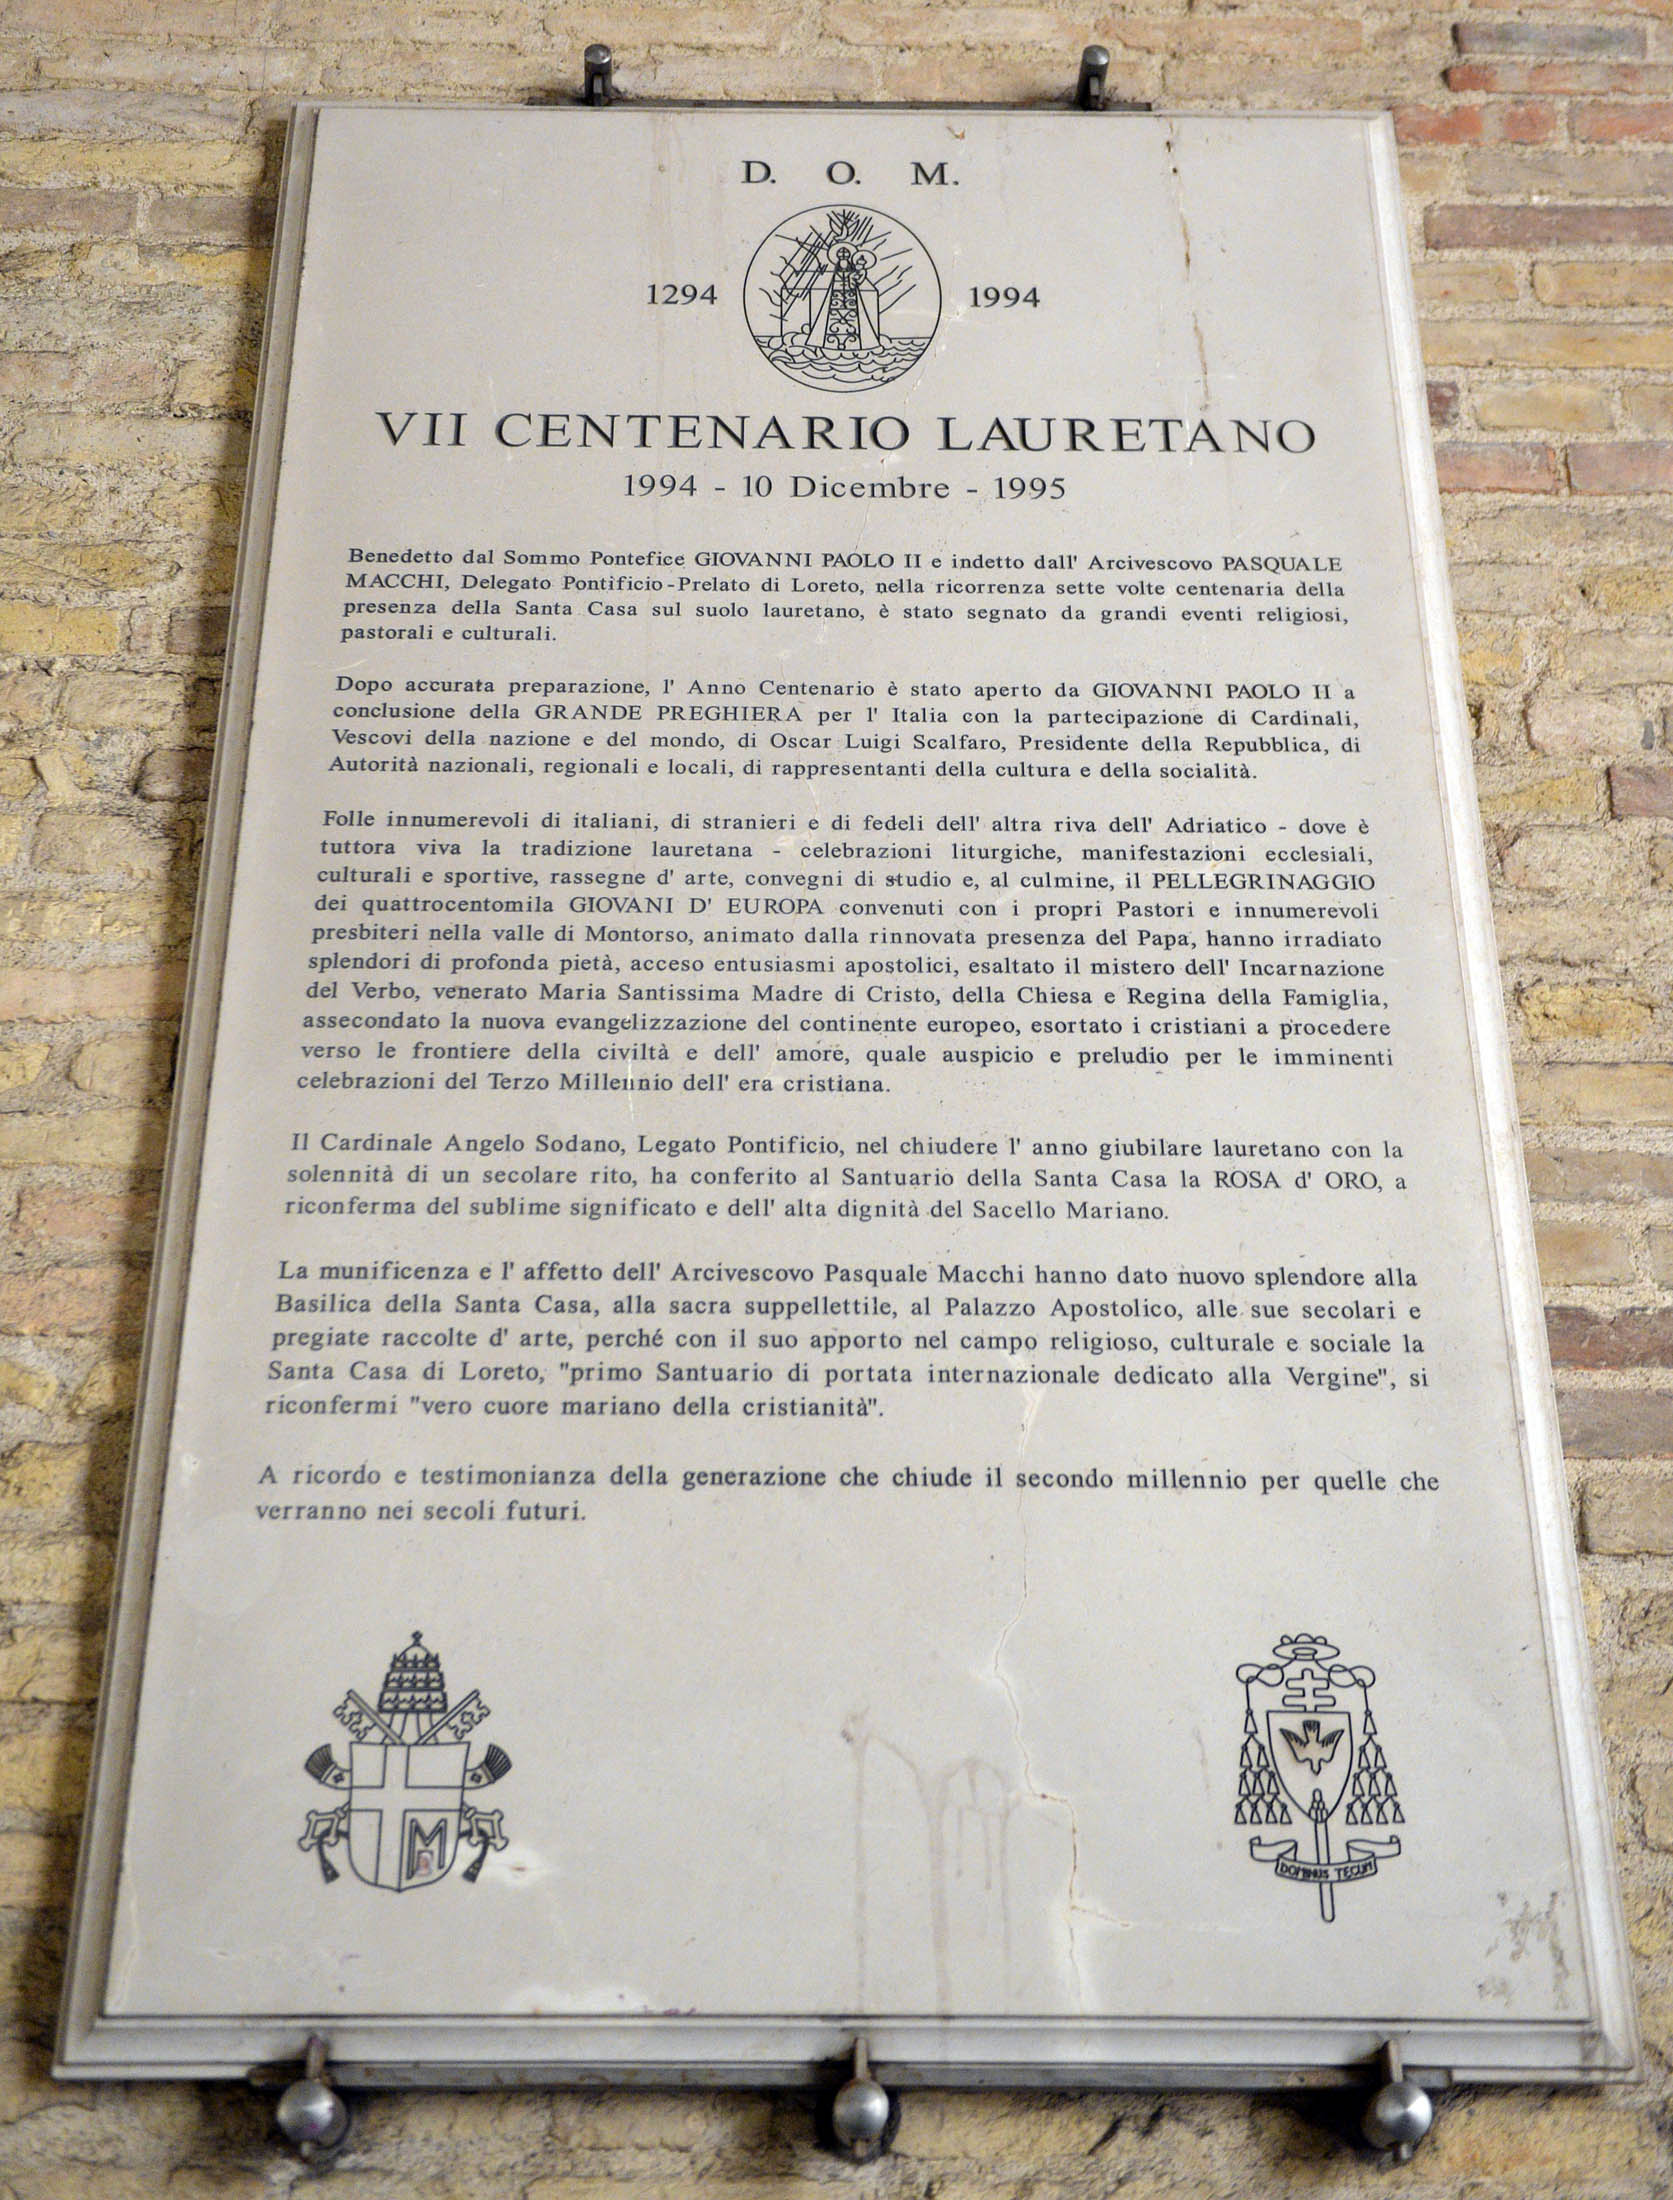 D. O. M.
1294 1994
VII CENTENARIO LAURETANO
1994 - 10 Dicembre - 1995
Benedetto dal Sommo Pontefice GIOVANNI PAOLO II e indetto dall' Arcivescovo PASQUALE
MACCHI, Delegato Pontificio-Prelato di Loreto, nella ricorrenza sette volte centenaria della
presenza della Santa Casa sul suolo lauretano, è stato segnato da grandi eventi religiosi,
pastorali e culturali.
Dopo accurata preparazione, l' Anno Centenario è stato aperto da GIOVANNI PAOLO II a
conclusione della GRANDE PREGHIERA per l' Italia con la partecipazione di Cardinali,
Vescovi della nazione e del mondo, di Oscar Luigi Scalfaro, Presidente della Repubblica, di
Autorità nazionali, regionali e locali, di rappresentanti della cultura e della socialità.
Folle innumerevoli di italiani, di stranieri e di fedeli dell' altra riva dell' Adriatico - dove è
tuttora viva la tradizione lauretana - celebrazioni liturgiche, manifestazioni ecclesiali,
culturali e sportive, rassegne d' arte, convegni di studio e, al culmine, il PELLEGRINAGGIO
dei quattrocentomila GIOVANI D' EUROPA convenuti con i propri Pastori e innumerevoli
presbiteri nella valle di Montorso, animato dalla rinnovata presenza del Papa, hanno irradiato
splendori di profonda pietà, acceso entusiasmi apostolici, esaltato il mistero dell' Incarnazione
del Verbo, venerato Maria Santissima Madre di Cristo, della Chiesa e Regina della Famiglia,
assecondato la nuova evangelizzazione del continente europeo, esortato i cristiani a procedere
verso le frontiere della civiltà e dell' amore, quale auspicio e preludio per le imminenti
celebrazioni del Terzo Millennio dell' era cristiana.
Il Cardinale Angelo Sodano, Legato Pontificio, nel chiudere l' anno giubilare lauretano con la
solennità di un secolare rito, ha conferito al Santuario della Santa Casa la ROSA d' ORO, a
riconferma del sublime significato e dell' alta dignità del Sacello Mariano.
La munificenza e l' affetto dell' Arcivescovo Pasquale Macchi hanno dato nuovo splendore alla
Basilica della Santa Casa, alla sacra suppellettile, al Palazzo Apostolico, alle sue secolari e
pregiate raccolte d' arte, perché con il suo apporto nel campo religioso, culturale e sociale la
Santa Casa di Loreto, "primo Santuario di portata internazionale dedicato alla Vergine", si
riconfermi "vero cuore mariano della cristianità".
A ricordo e testimonianza della generazione che chiude il secondo millennio per quelle che
verranno nei secoli futuri.
M
DOMINUS TECUM